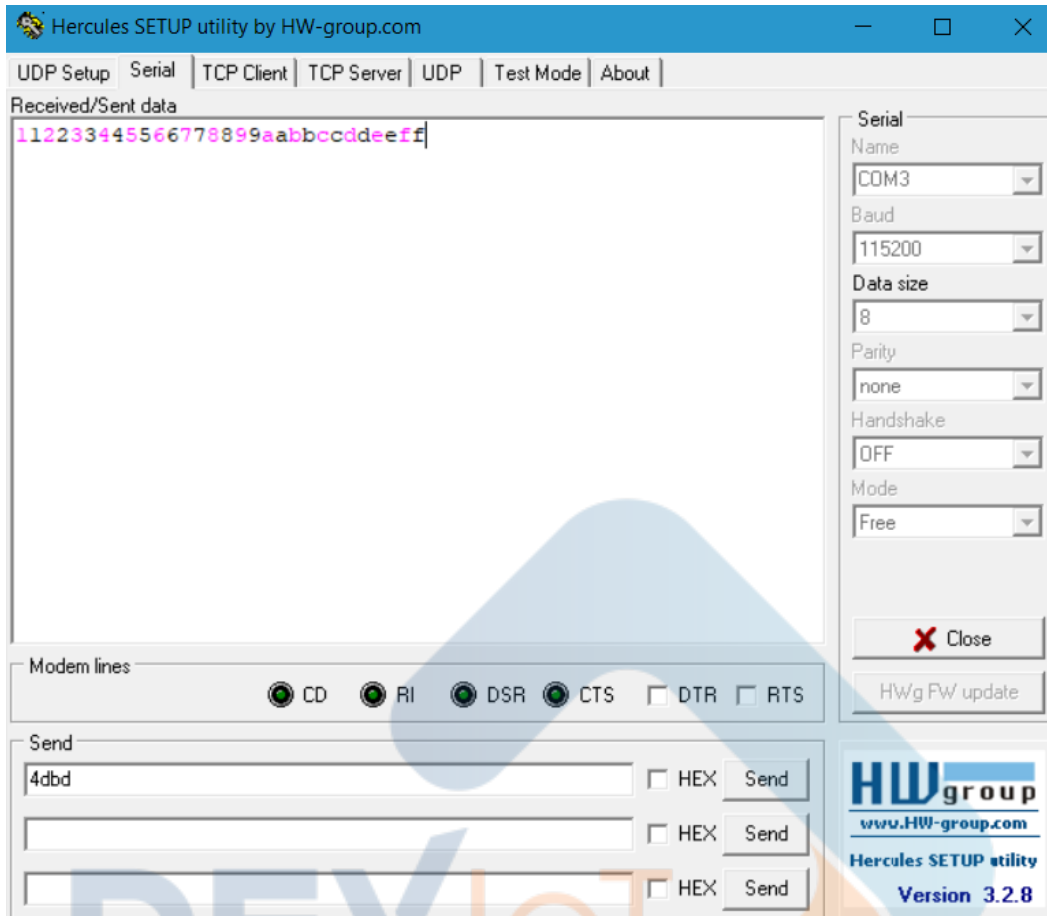 Hercules SETUP utility by HW-group.com
UDP Setup Serial TCP Client TCP Server UDP Test Mode About
Received/Sent data
112233445566778899aabbccddeeff
Serial
Name
COM3
Baud
115200
Data size
8
Parity
none
Handshake
OFF
Mode
Free
Close
HWg FW update
Modem lines
CD RI DSR CTS DTR RTS
Send
4dbd HEX Send
HEX Send
HEX Send
HW group
www.HW-group.com
Hercules SETUP utility
Version 3.2.8
DEVIoT